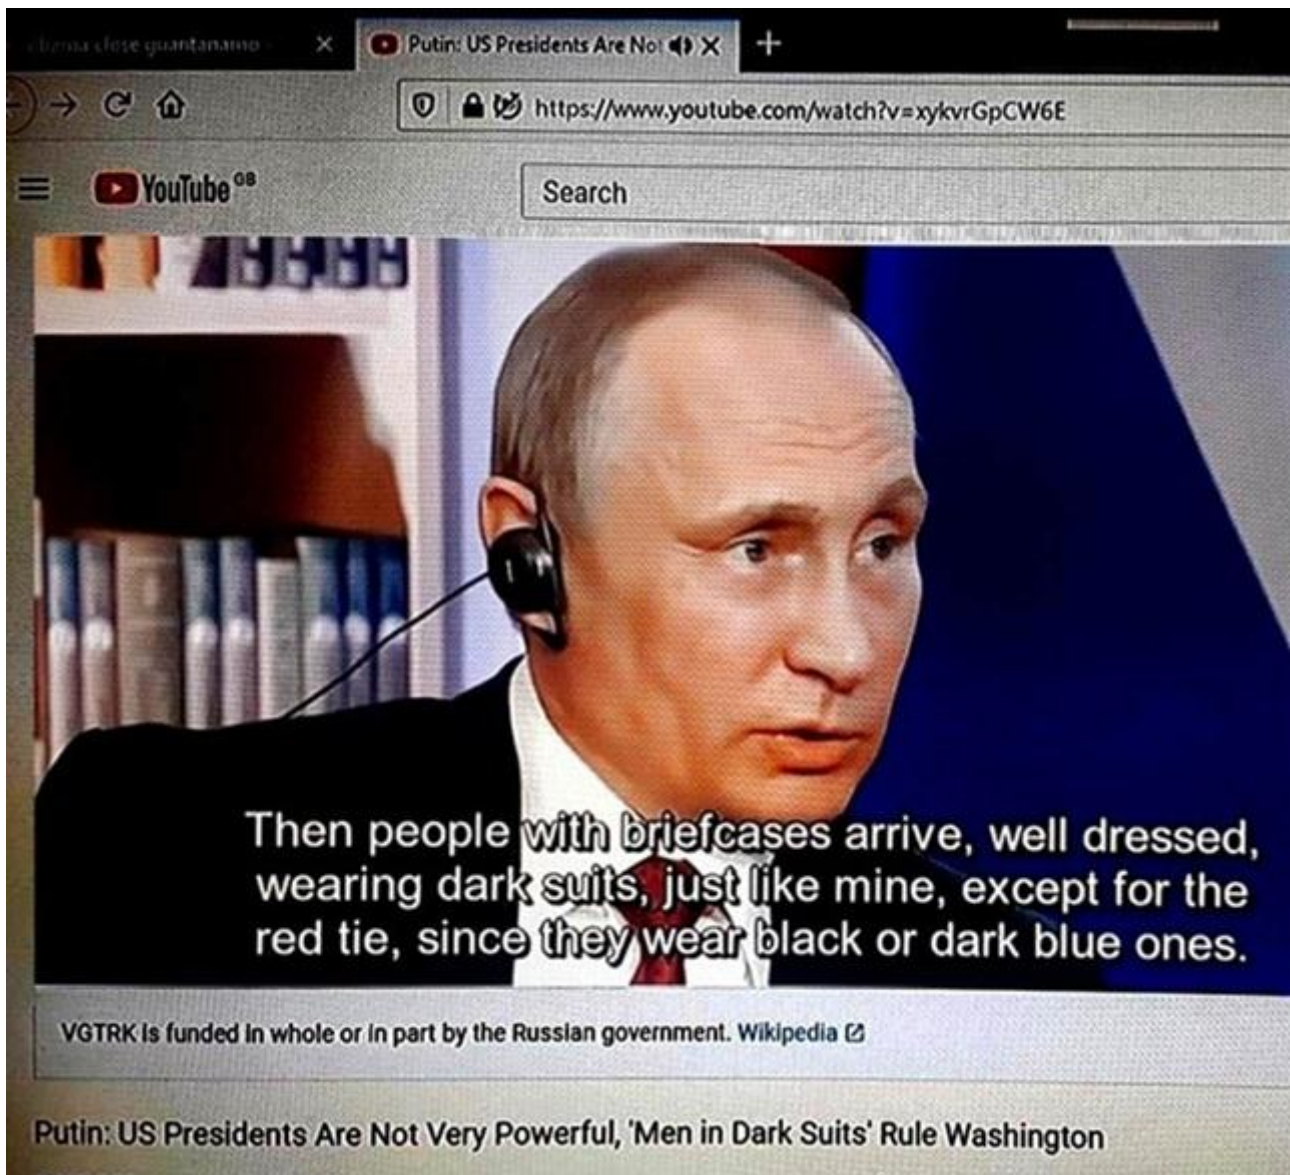 close guantanamo
Putin: US Presidents Are Not
https://www.youtube.com/watch?v=xykvrGpCW6E
YouTube GB
Search
Then people with briefcases arrive, well dressed,
wearing dark suits, just like mine, except for the
red tie, since they wear black or dark blue ones.
VGTRK is funded in whole or in part by the Russian government. Wikipedia
Putin: US Presidents Are Not Very Powerful, 'Men in Dark Suits' Rule Washington